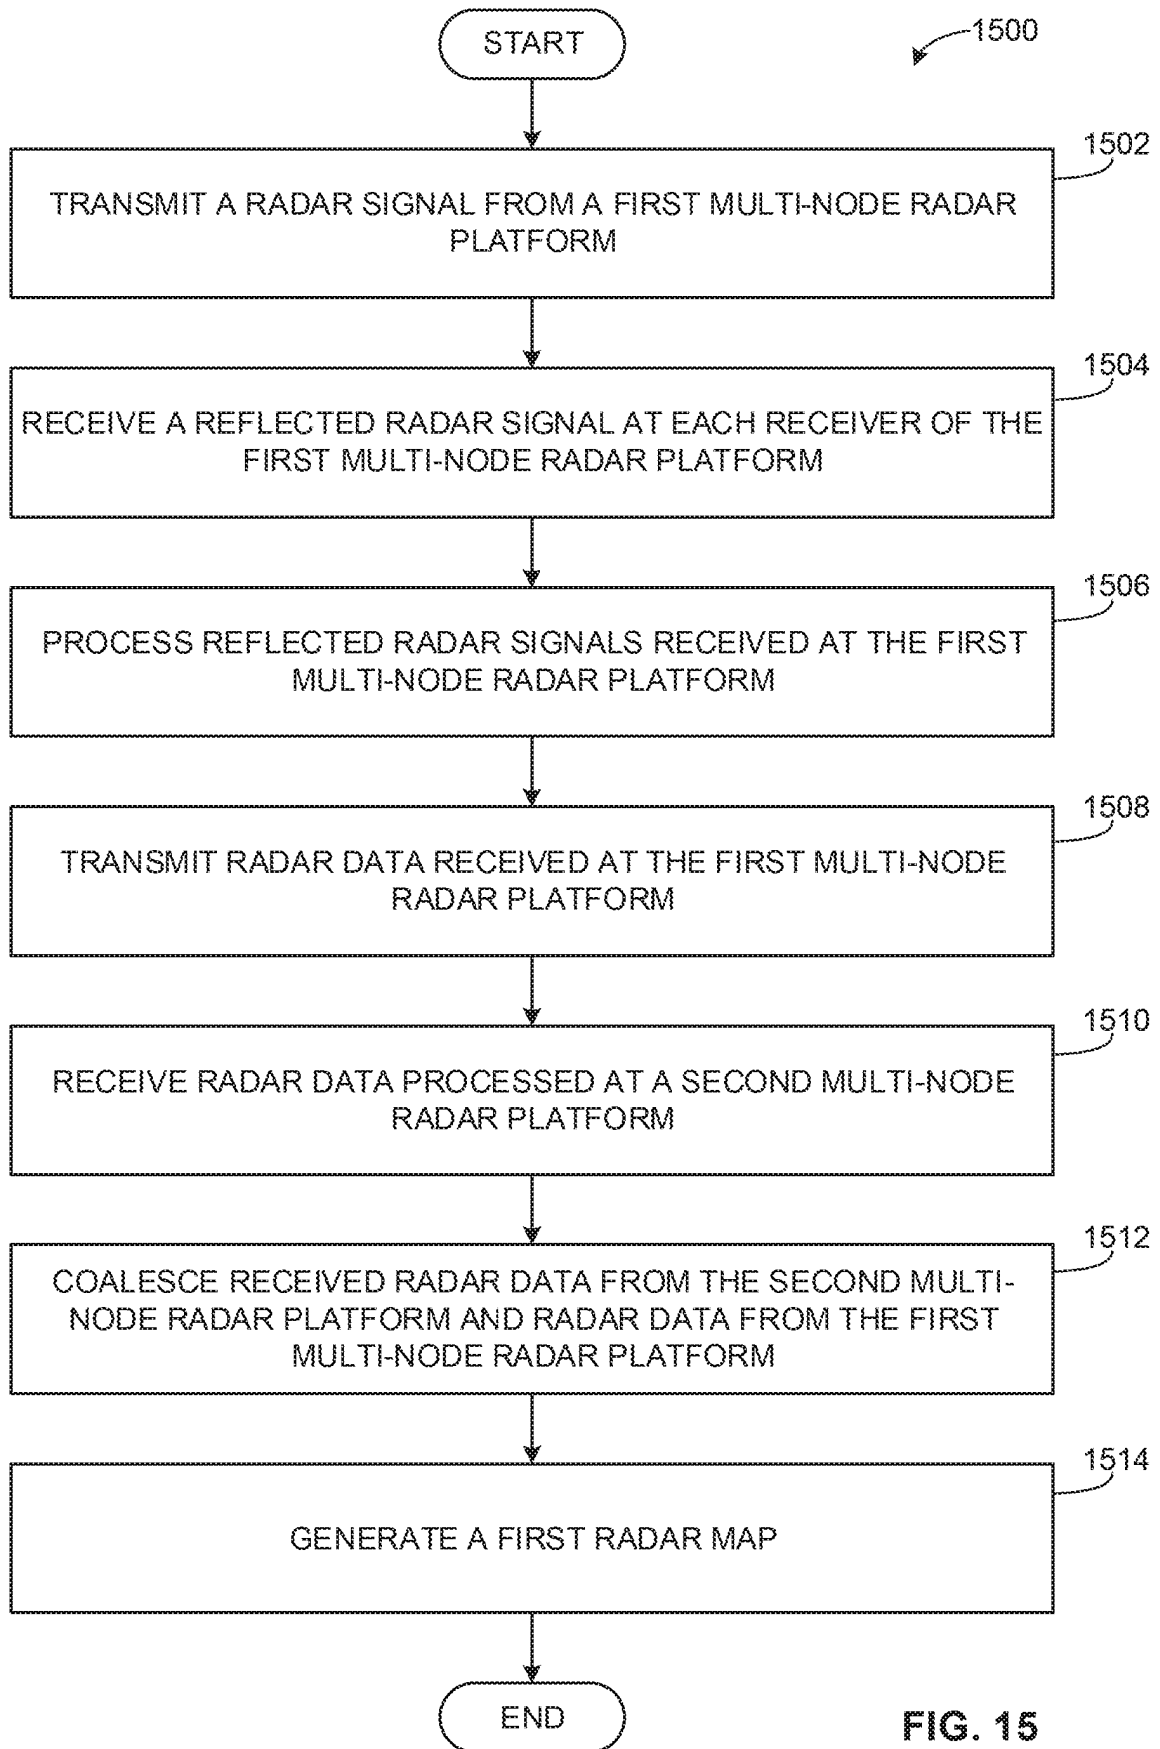 START
1500
1502
TRANSMIT A RADAR SIGNAL FROM A FIRST MULTI-NODE RADAR
PLATFORM
1504
RECEIVE A REFLECTED RADAR SIGNAL AT EACH RECEIVER OF THE
FIRST MULTI-NODE RADAR PLATFORM
1506
PROCESS REFLECTED RADAR SIGNALS RECEIVED AT THE FIRST
MULTI-NODE RADAR PLATFORM
1508
TRANSMIT RADAR DATA RECEIVED AT THE FIRST MULTI-NODE
RADAR PLATFORM
1510
RECEIVE RADAR DATA PROCESSED AT A SECOND MULTI-NODE
RADAR PLATFORM
1512
COALESCE RECEIVED RADAR DATA FROM THE SECOND MULTI-
NODE RADAR PLATFORM AND RADAR DATA FROM THE FIRST
MULTI-NODE RADAR PLATFORM
1514
GENERATE A FIRST RADAR MAP
END
FIG. 15